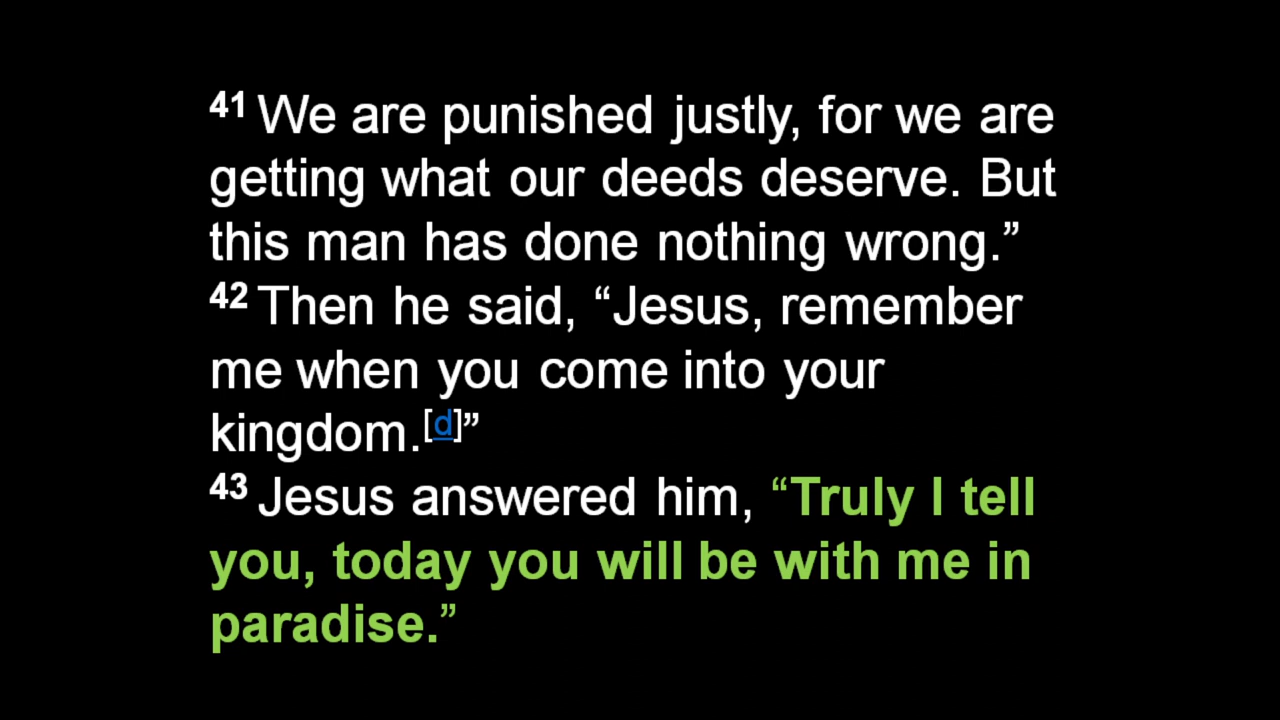 41 We are punished justly, for we are
getting what our deeds deserve. But
this man has done nothing wrong.”
42 Then he said, “Jesus, remember
me when you come into your
kingdom.[d]”
43 Jesus answered him, “Truly I tell
you, today you will be with me in
paradise.”